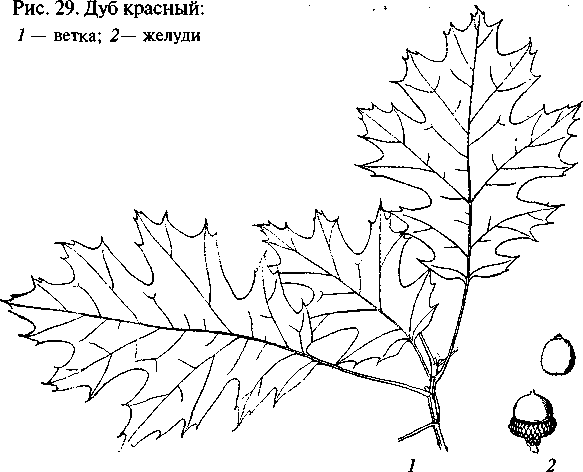 Рис. 29. Дуб красный:
1 — ветка; 2— желуди
1 2